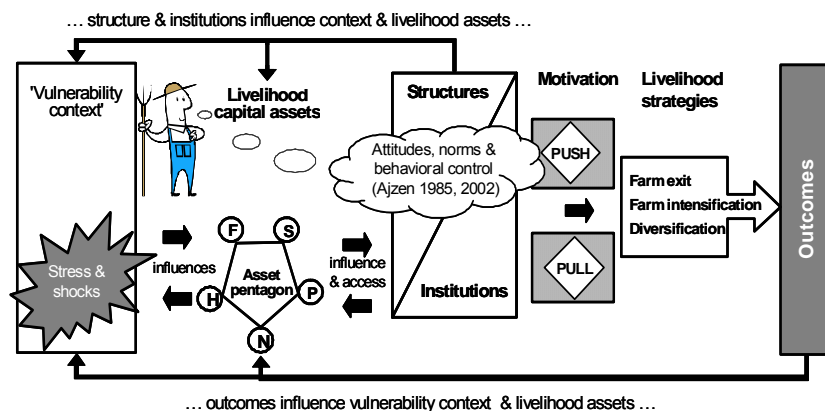 ... structure & institutions influence context & livelihood assets ...
'Vulnerability
context'
Livelihood
capital assets
Structures
Motivation
Livelihood
strategies
Attitudes, norms &
behavioral control
(Ajzen 1985, 2002)
PUSH
Farm exit
Farm intensification
Diversification
Outcomes
Stress &
shocks
influences
F
S
H
P
N
Asset
pentagon
influence
& access
Institutions
PULL
... outcomes influence vulnerability context & livelihood assets ...